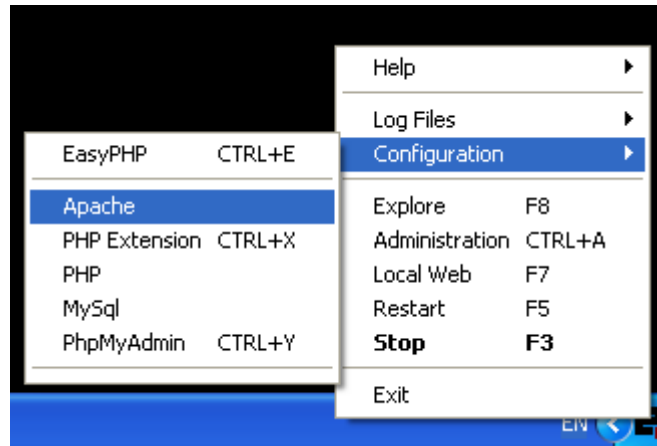 Help
Log Files
Configuration
Explore F8
Administration CTRL+A
Local Web F7
Restart F5
Stop F3
Exit
EasyPHP CTRL+E
Apache
PHP Extension CTRL+X
PHP
MySql
PhpMyAdmin CTRL+Y
EN